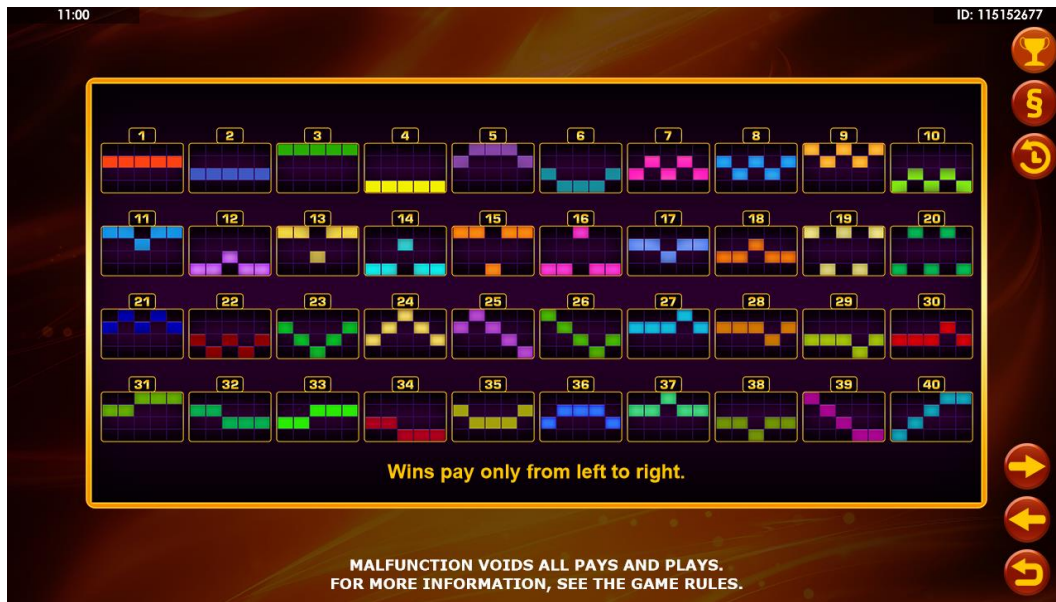 11:00 ID: 115152677
1 2 3 4 5 6 7 8 9 10
11 12 13 14 15 16 17 18 19 20
21 22 23 24 25 26 27 28 29 30
31 32 33 34 35 36 37 38 39 40
Wins pay only from left to right.
MALFUNCTION VOIDS ALL PAYS AND PLAYS.
FOR MORE INFORMATION, SEE THE GAME RULES.
§